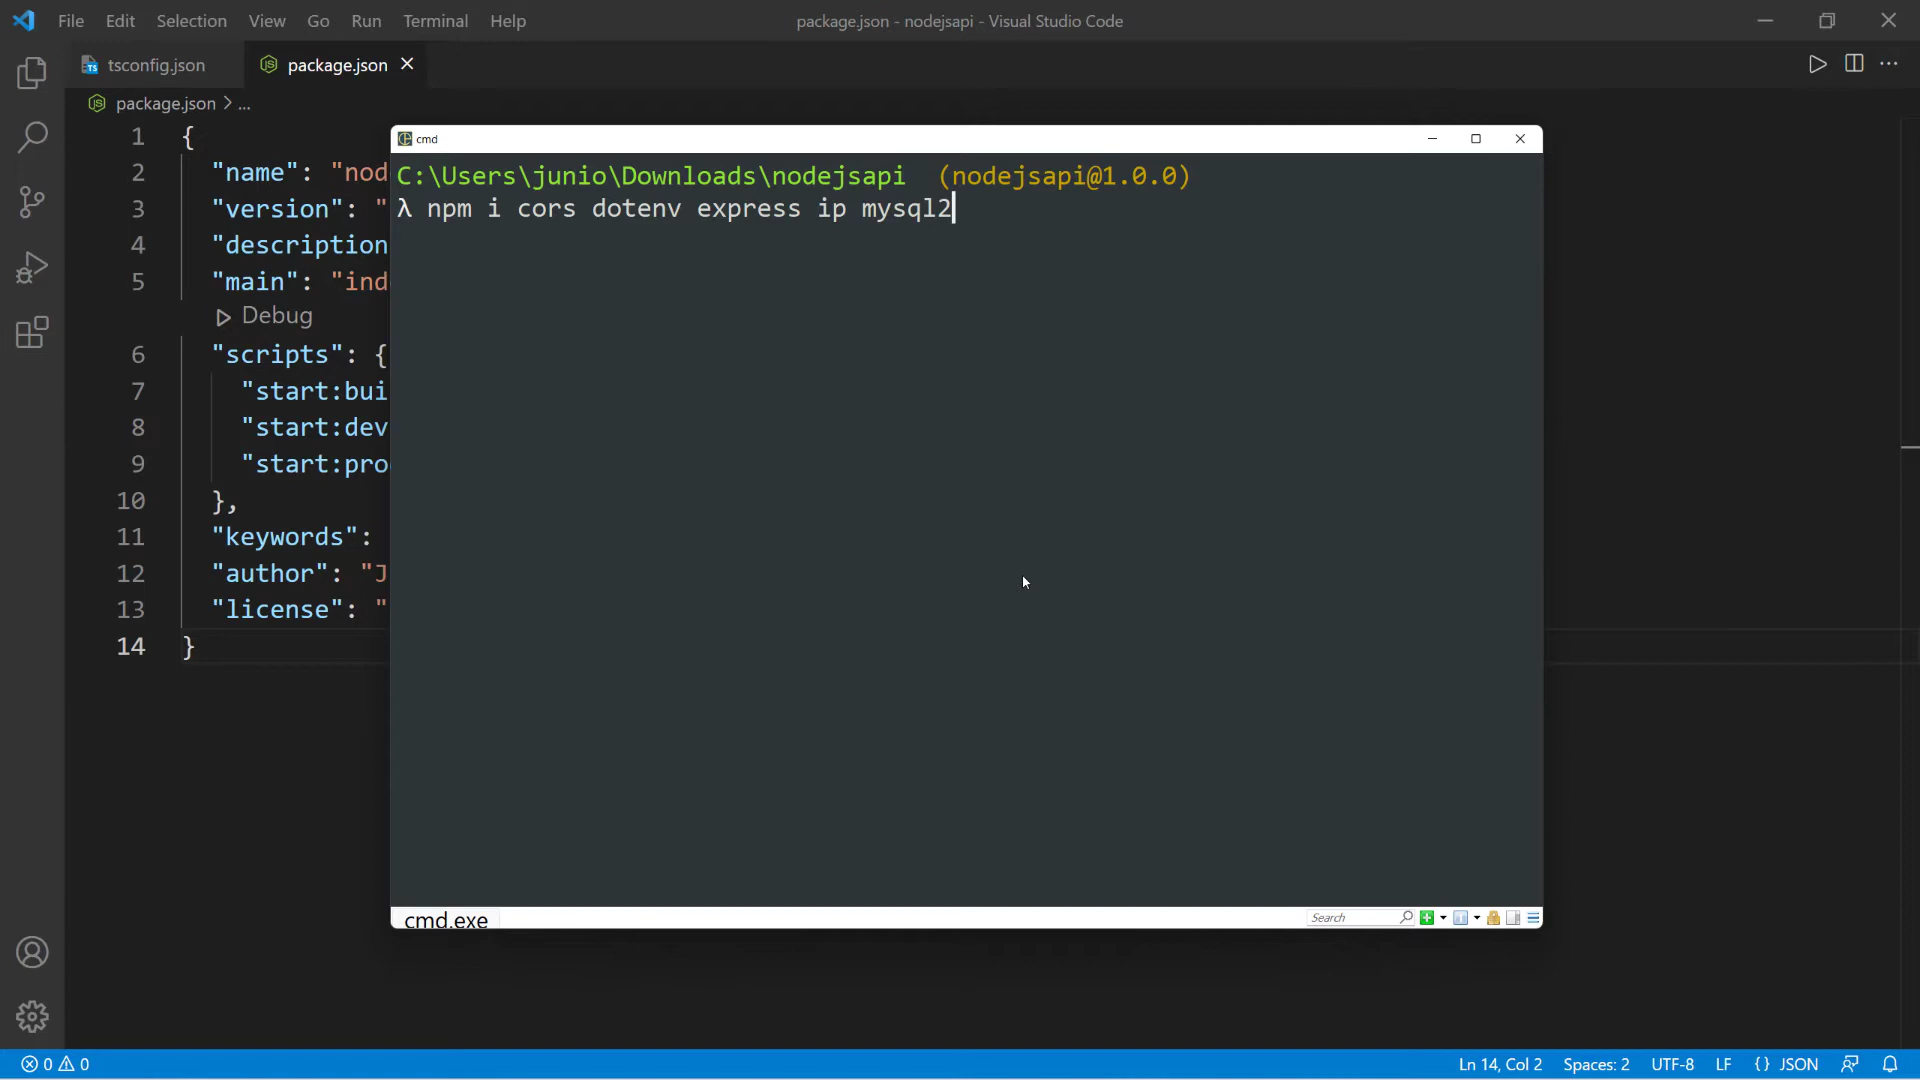 File Edit Selection View Go Run Terminal Help
package.json - nodejsapi - Visual Studio Code
tsconfig.json
package.json
package.json > ...
1 {
2 "name": "nod
3 "version": "
4 "description
5 "main": "ind
Debug
6 "scripts": {
7 "start:bui
8 "start:dev
9 "start:pro
10 },
11 "keywords":
12 "author": "J
13 "license": "
14 }
cmd
C:\Users\junio\Downloads\nodejsapi (nodejsapi@1.0.0)
λ npm i cors dotenv express ip mysql2
cmd.exe
Search
0 0
Ln 14, Col 2 Spaces: 2 UTF-8 LF {} JSON